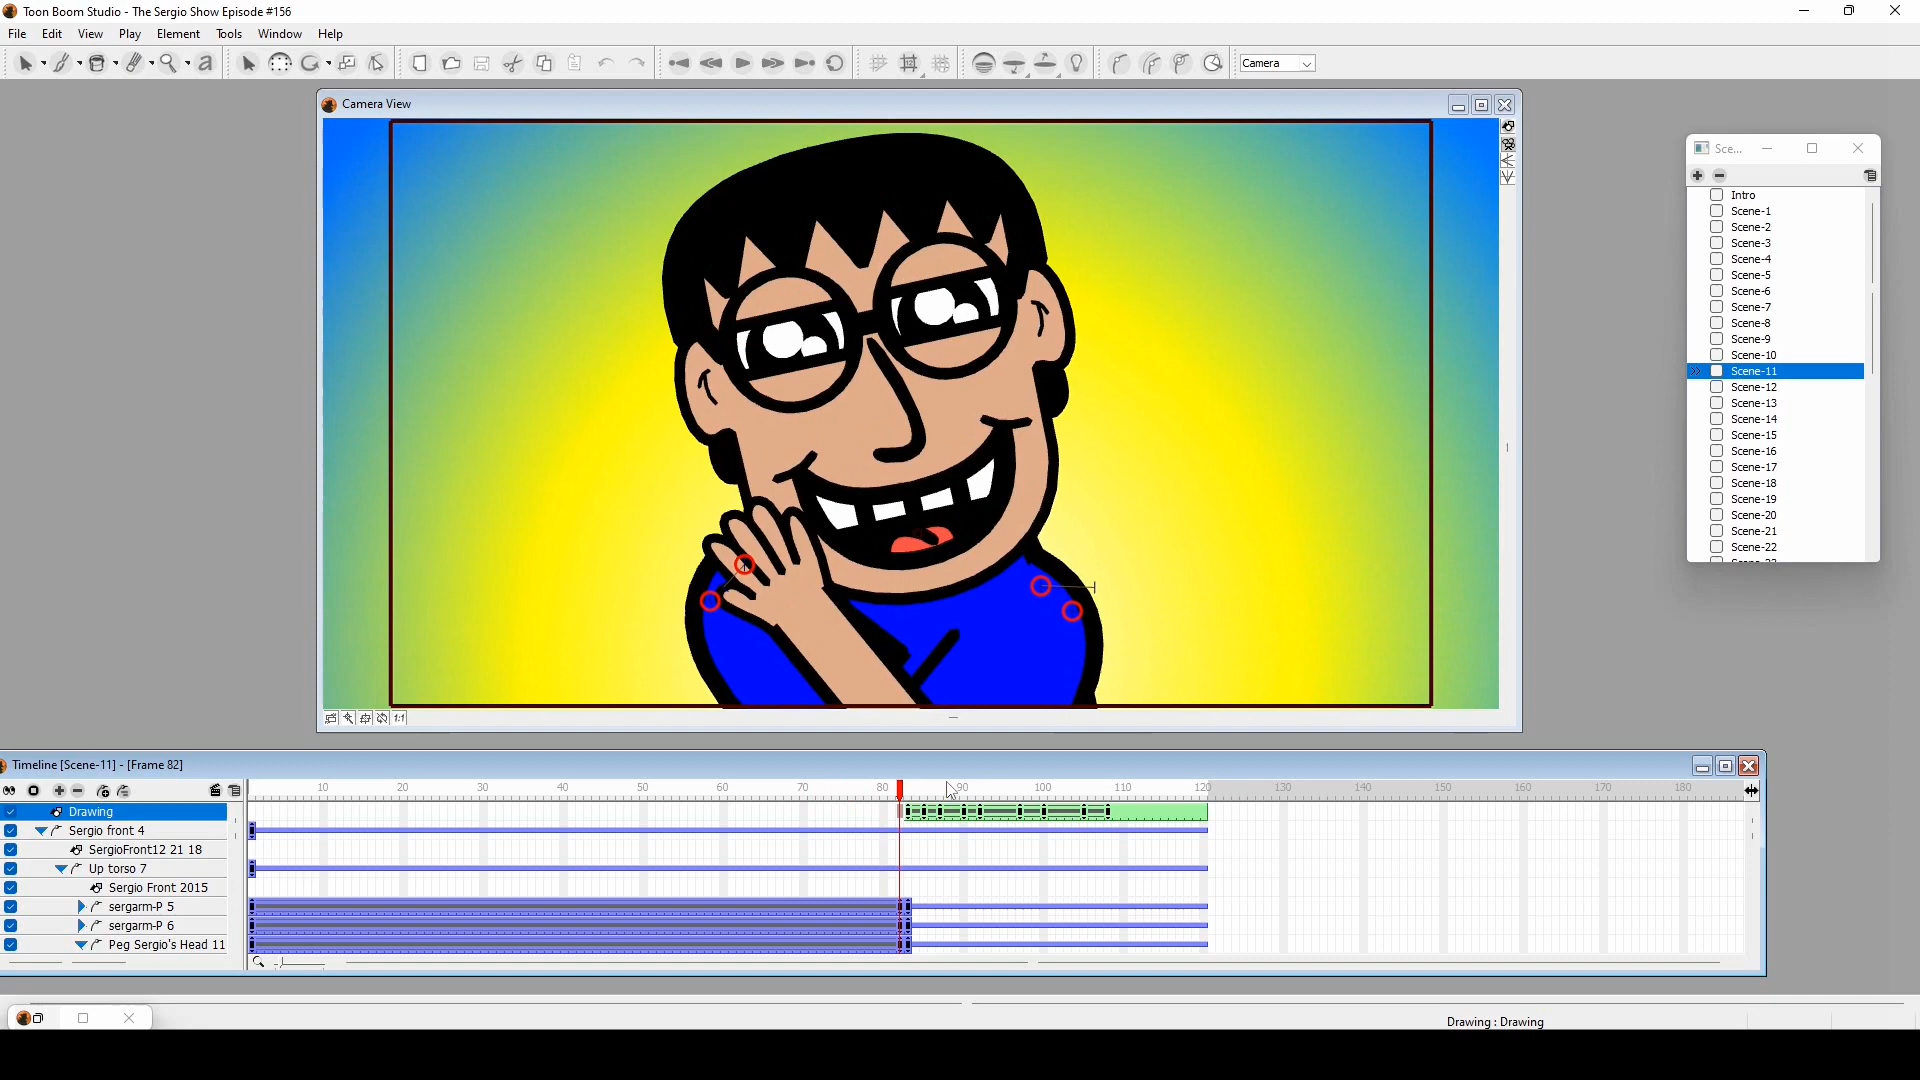 Toon Boom Studio - The Sergio Show Episode #156
File Edit View Play Element Tools Window Help
Camera
Camera View
Sce...
Intro
Scene-1
Scene-2
Scene-3
Scene-4
Scene-5
Scene-6
Scene-7
Scene-8
Scene-9
Scene-10
Scene-11
Scene-12
Scene-13
Scene-14
Scene-15
Scene-16
Scene-17
Scene-18
Scene-19
Scene-20
Scene-21
Scene-22
1:1
Timeline [Scene-11] - [Frame 82]
10 20 30 40 50 60 70 80 90 100 110 120 130 140 150 160 170 180
Drawing
Sergio front 4
SergioFront12 21 18
Up torso 7
Sergio Front 2015
sergarm-P 5
sergarm-P 6
Peg Sergio's Head 11
Drawing : Drawing